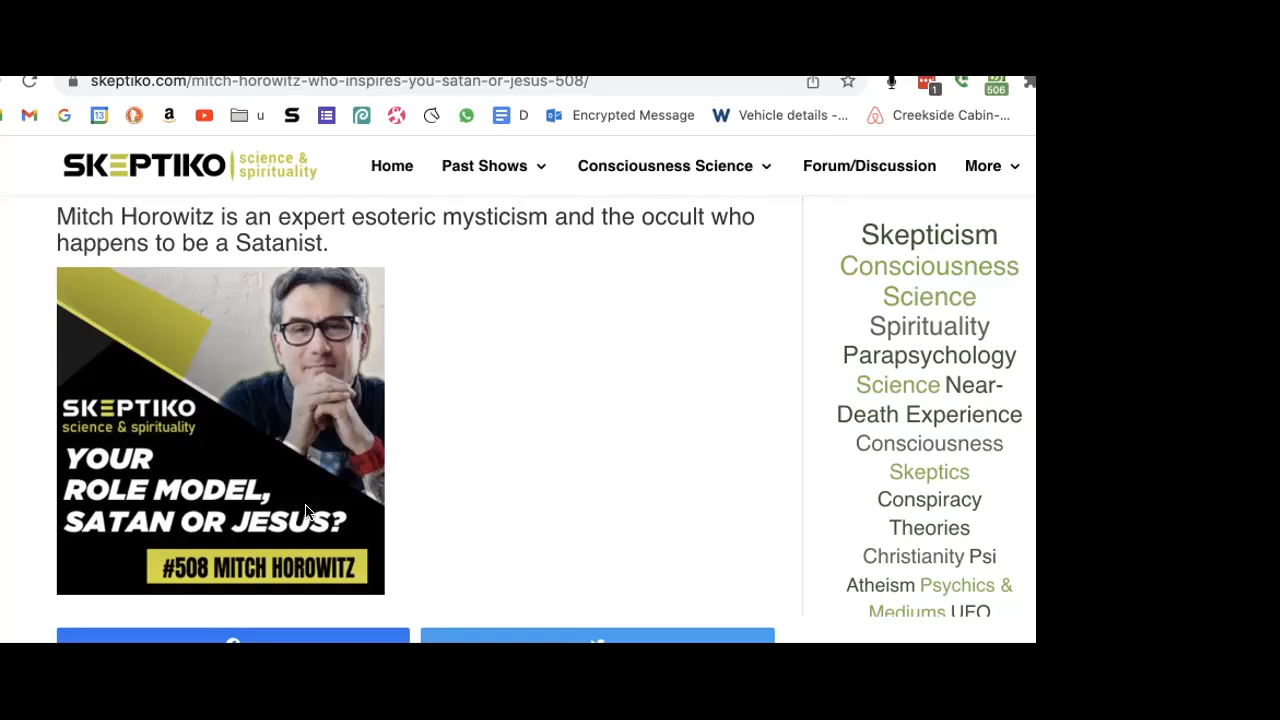 skeptiko.com/mitch-horowitz-who-inspires-you-satan-or-jesus-508/
1
506
13
u
D
Encrypted Message
Vehicle details -...
Creekside Cabin-...
SKEPTIKO science & spirituality
Home
Past Shows
Consciousness Science
Forum/Discussion
More
Mitch Horowitz is an expert esoteric mysticism and the occult who
happens to be a Satanist.
SKEPTIKO
science & spirituality
YOUR
ROLE MODEL,
SATAN OR JESUS?
#508 MITCH HOROWITZ
Skepticism
Consciousness
Science
Spirituality
Parapsychology
Science Near-
Death Experience
Consciousness
Skeptics
Conspiracy
Theories
Christianity Psi
Atheism Psychics &
Mediums UFO